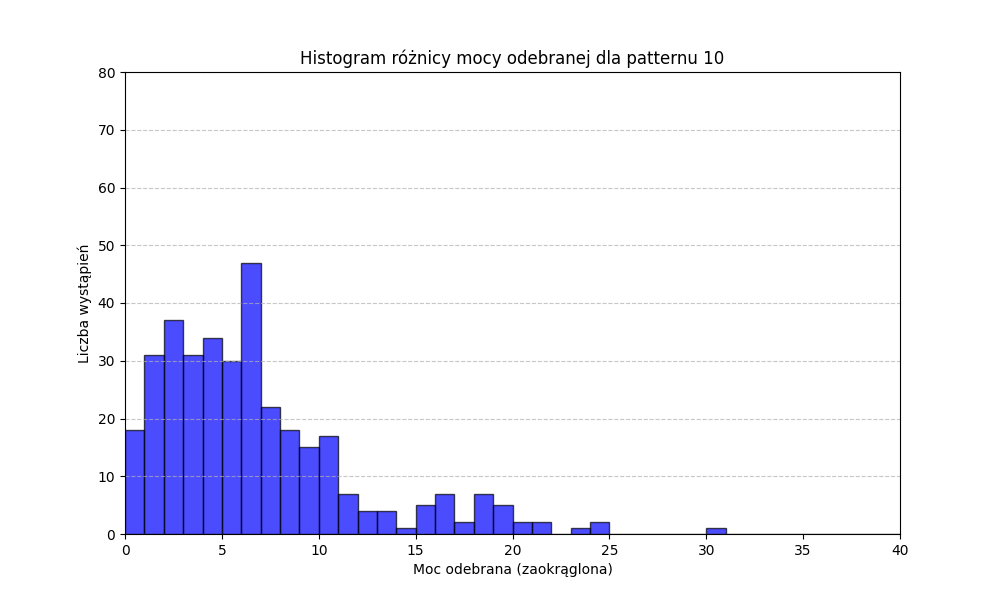 Histogram różnicy mocy odebranej dla patternu 10
80
70
60
50
40
30
20
10
0
Liczba wystąpień
0 5 10 15 20 25 30 35 40
Moc odebrana (zaokrąglona)